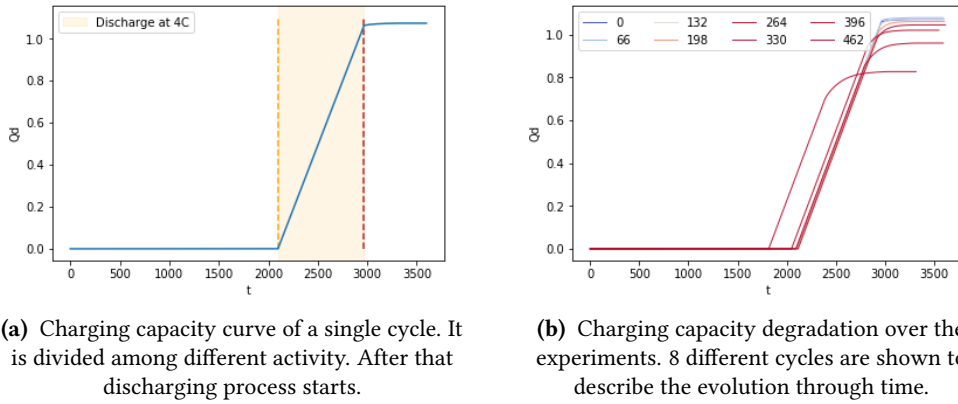 Discharge at 4C
1.0
0.8
0.6
0.4
0.2
0.0
Qd
0 500 1000 1500 2000 2500 3000 3500
t
0 132 264 396
66 198 330 462
1.0
0.8
0.6
0.4
0.2
0.0
Qd
0 500 1000 1500 2000 2500 3000 3500
t
(a) Charging capacity curve of a single cycle. It
is divided among different activity. After that
discharging process starts.
(b) Charging capacity degradation over the
experiments. 8 different cycles are shown to
describe the evolution through time.